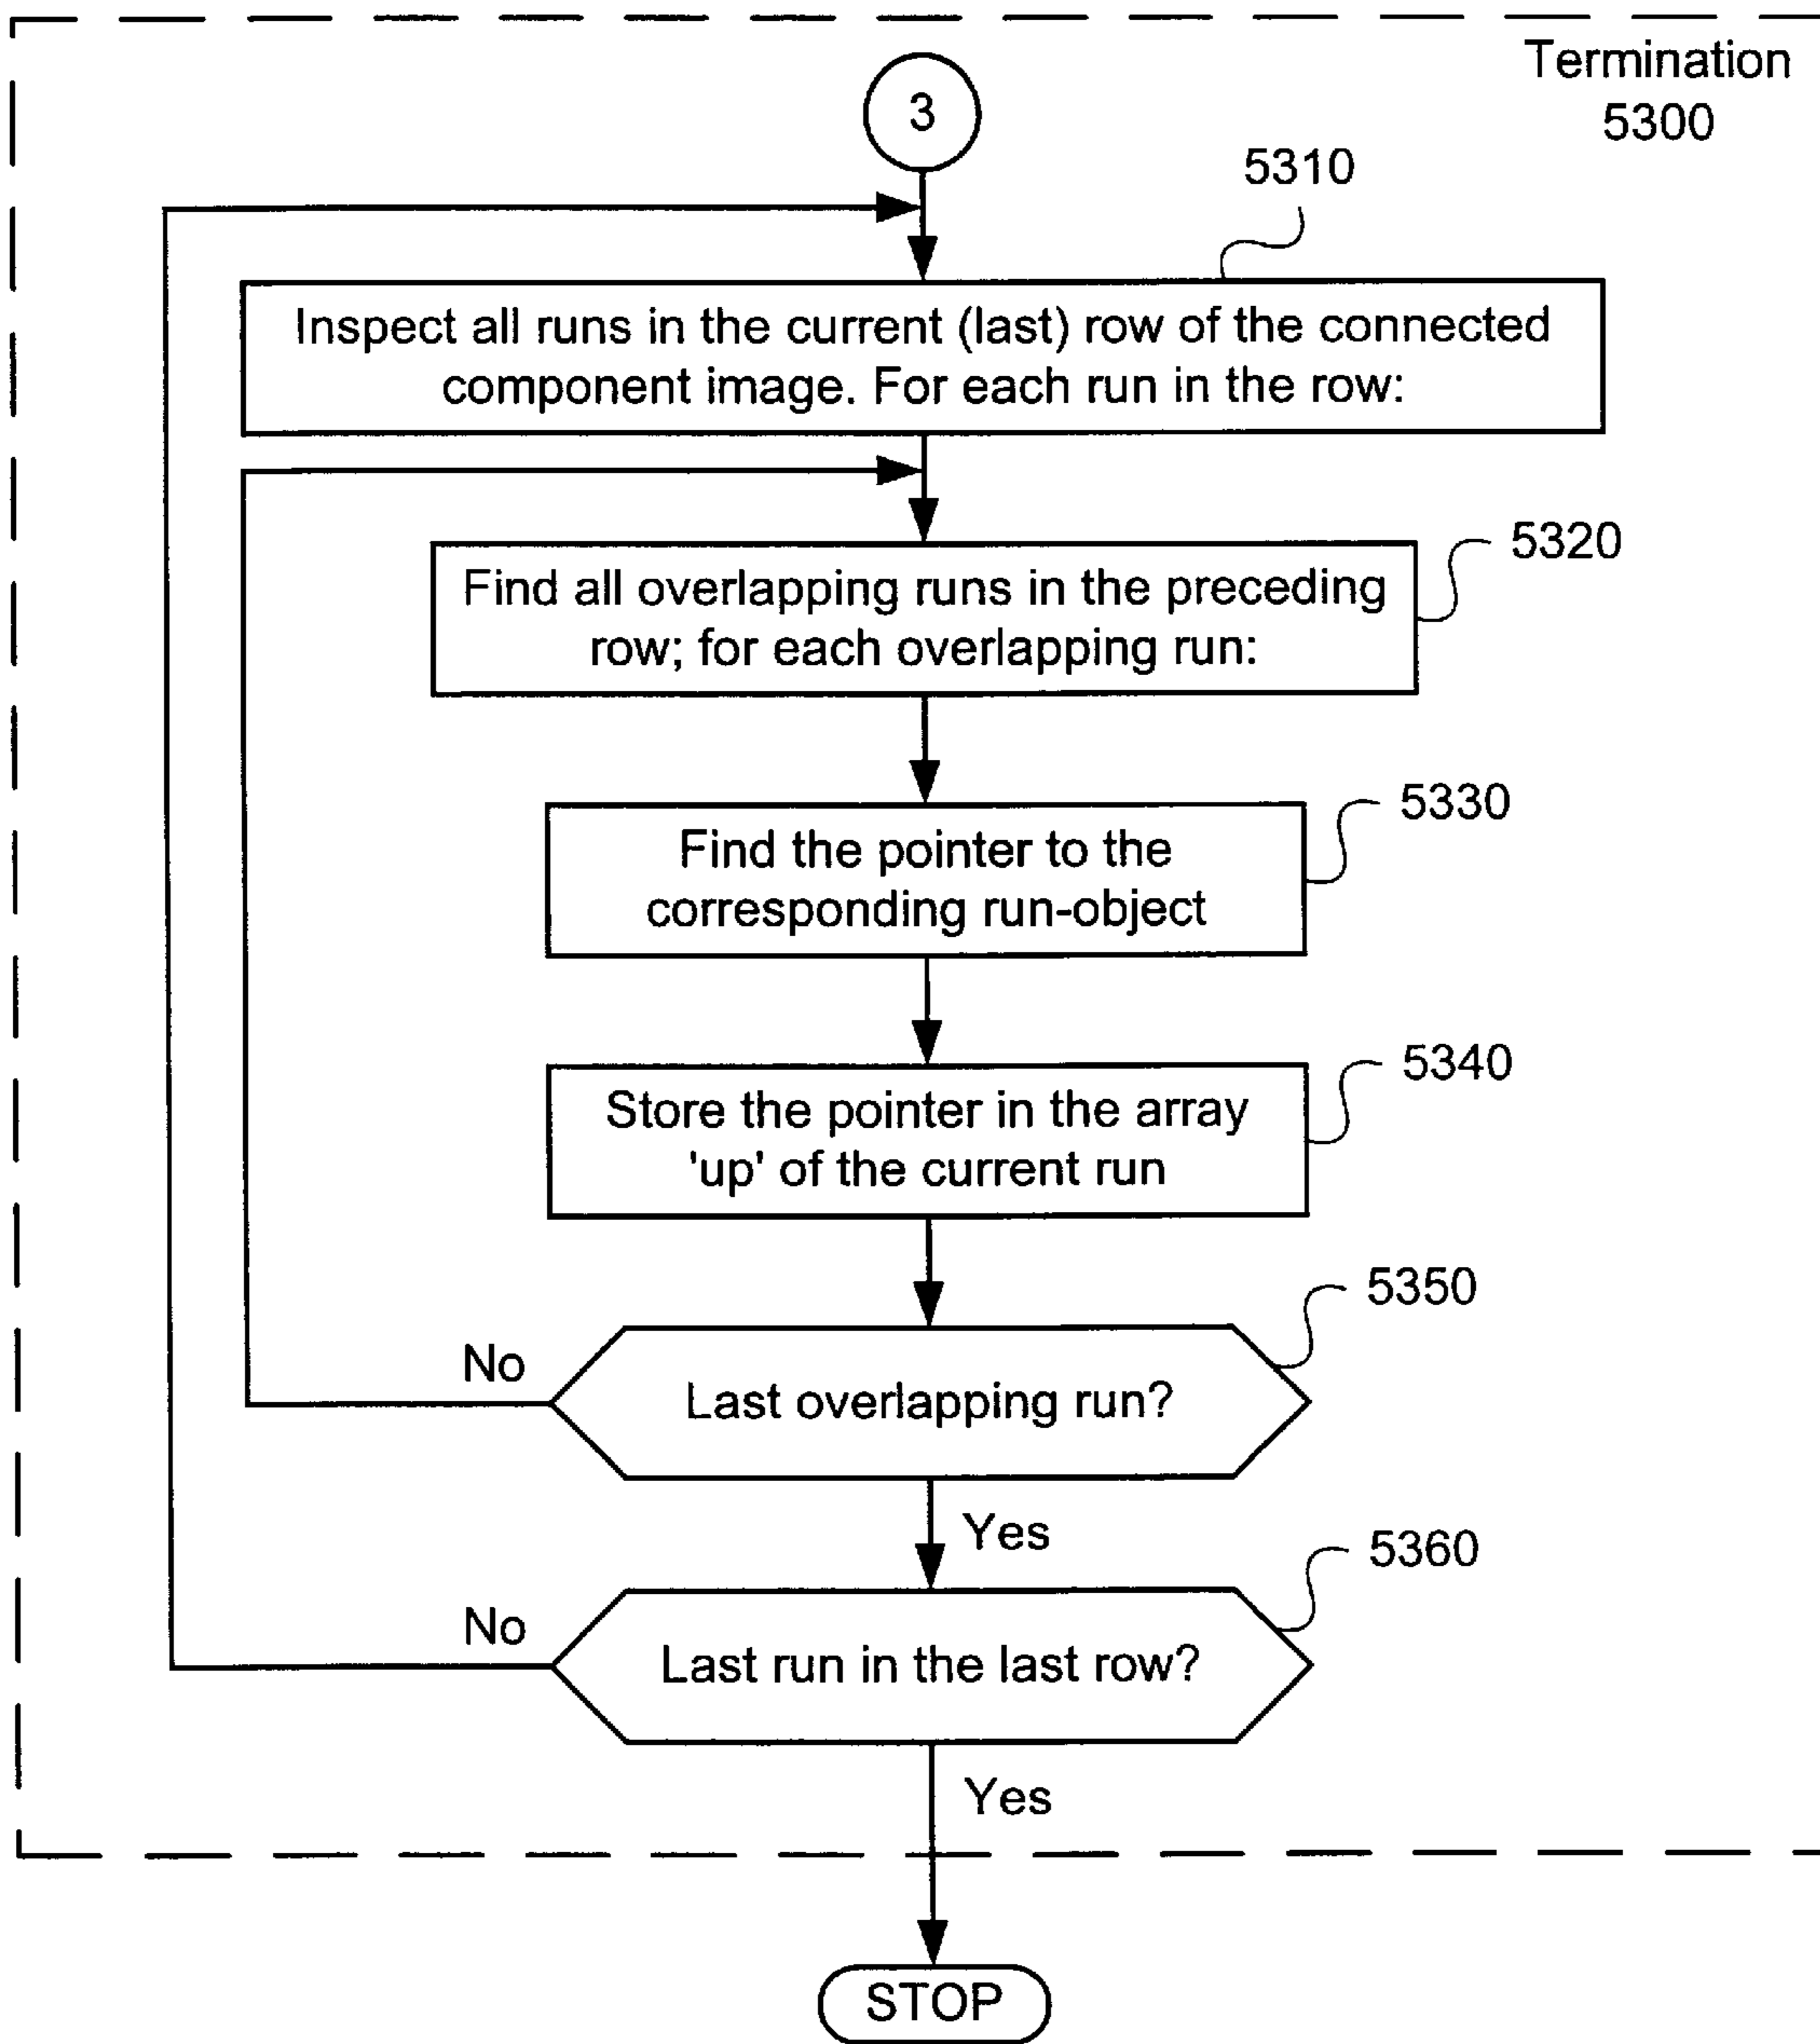 Termination
5300
3
5310
Inspect all runs in the current (last) row of the connected
component image. For each run in the row:
5320
Find all overlapping runs in the preceding
row; for each overlapping run:
5330
Find the pointer to the
corresponding run-object
5340
Store the pointer in the array
'up' of the current run
5350
No
Last overlapping run?
Yes
5360
No
Last run in the last row?
Yes
STOP